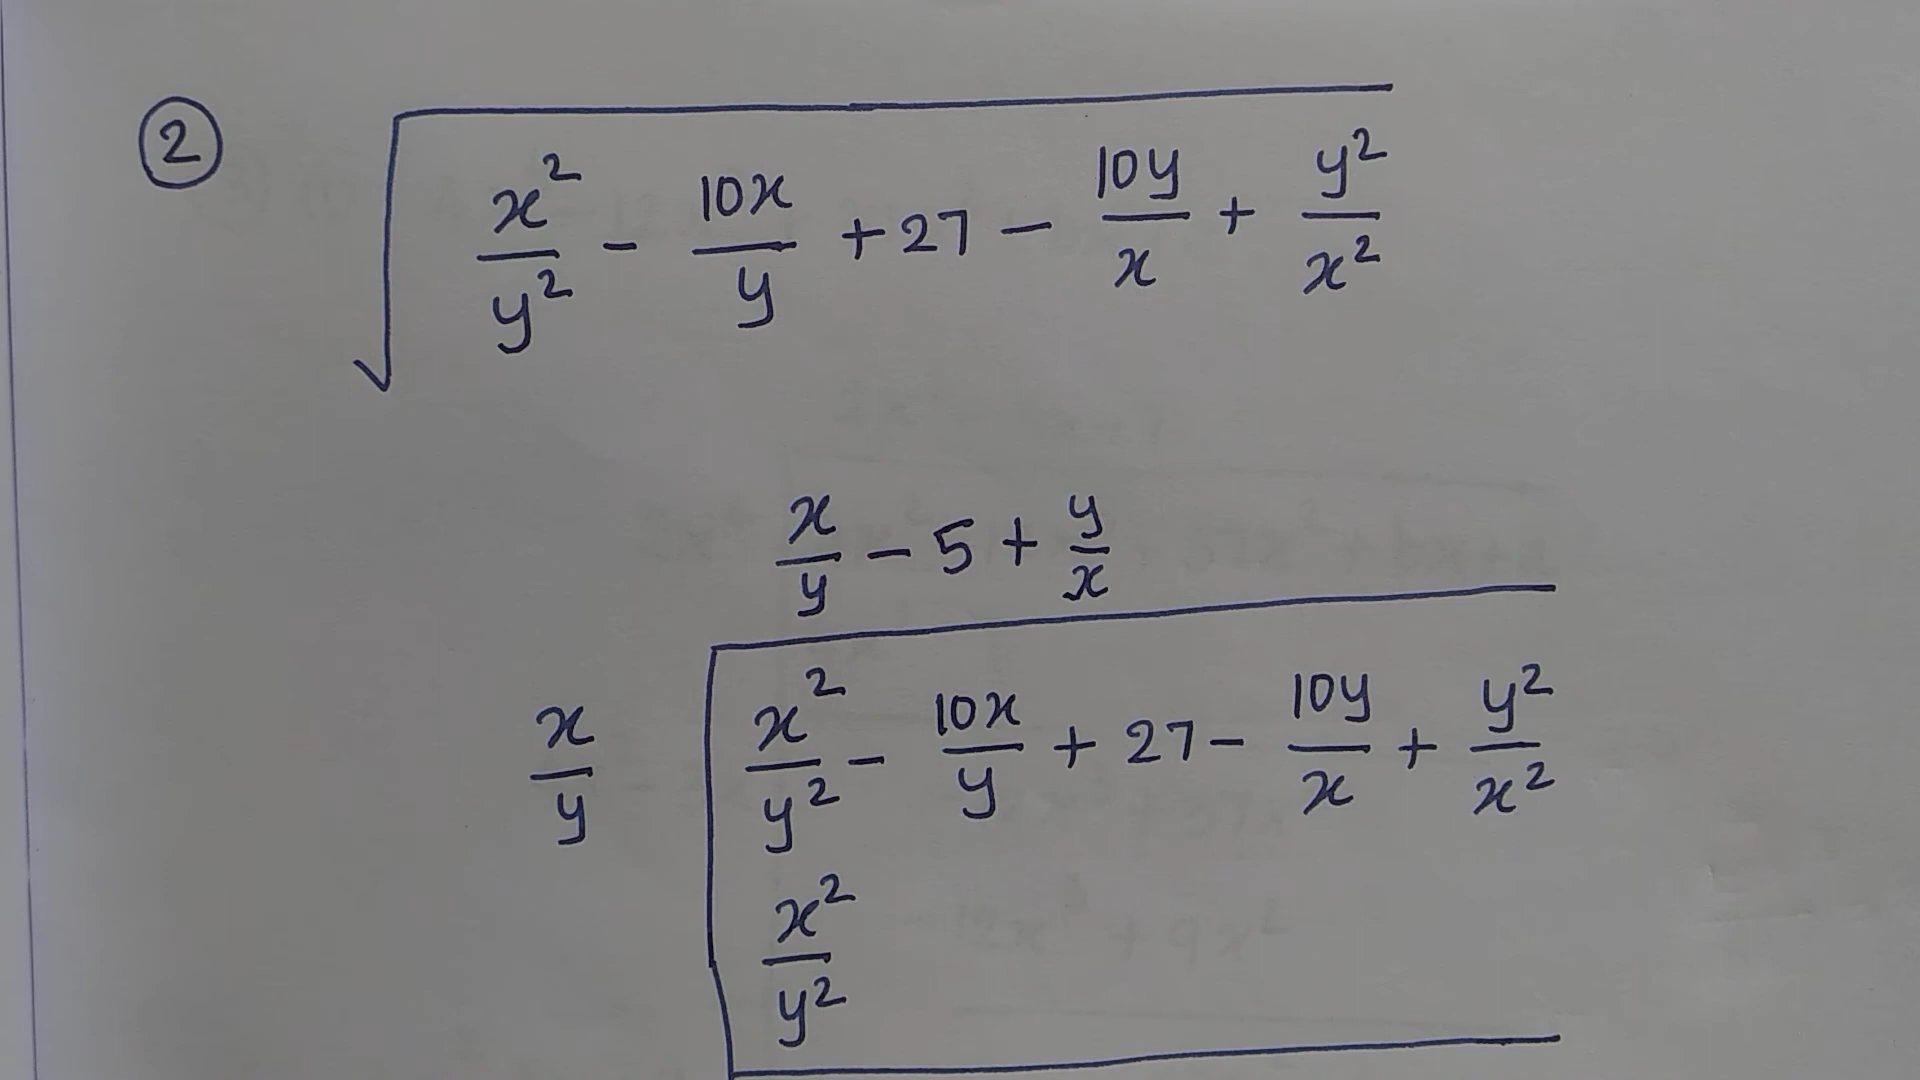 ② √(x²/y² - 10x/y + 27 - 10y/x + y²/x²)
x/y - 5 + y/x
x/y | x²/y² - 10x/y + 27 - 10y/x + y²/x²
x²/y²